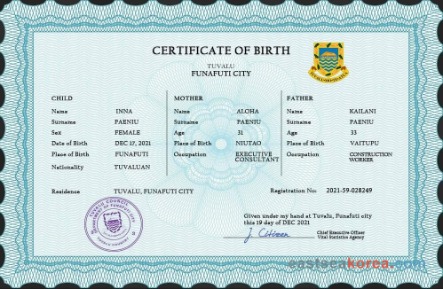 CERTIFICATE OF BIRTH
TUVALU
FUNAFUTI CITY
CHILD
Name INNA
Surname PAENIU
Sex FEMALE
Date of Birth DEC 17, 2021
Place of Birth FUNAFUTI
Nationality TUVALUAN
MOTHER
Name ALOHA
Surname PAENIU
Age 31
Place of Birth NIUTAO
Occupation EXECUTIVE
CONSULTANT
FATHER
Name KAILANI
Surname PAENIU
Age 33
Place of Birth VAITUPU
Occupation CONSTRUCTION
WORKER
Residence TUVALU, FUNAFUTI CITY
Registration No 2021-59-028249
Given under my hand at Tuvalu, Funafuti city
this 19 day of DEC 2021
J. Citizen
Chief Executive Officer
Vital Statistics Agency
eastseakorea.com